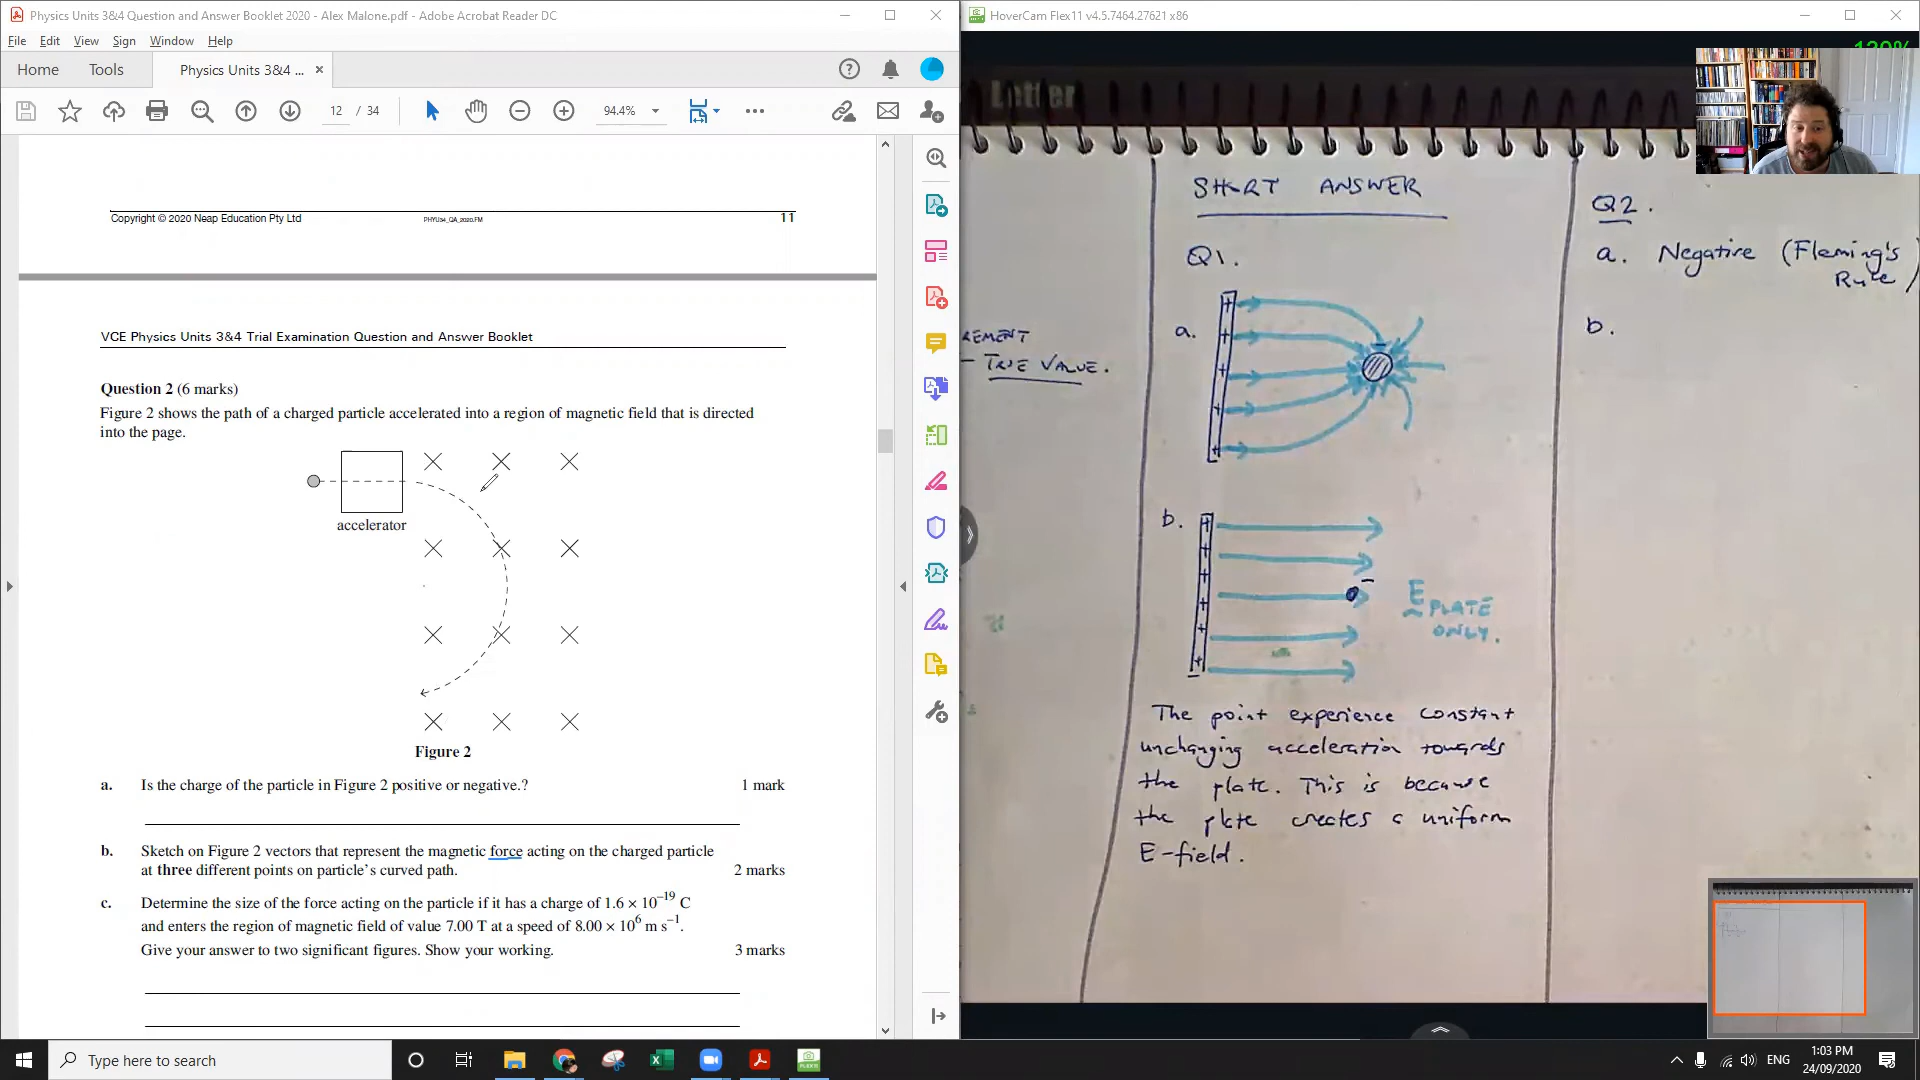 Physics Units 3&4 Question and Answer Booklet 2020 - Alex Malone.pdf - Adobe Acrobat Reader DC
File Edit View Sign Window Help
Home Tools Physics Units 3&4 ... ×
12 / 34 94.4%
Copyright © 2020 Neap Education Pty Ltd PHYU34_QA_2020.FM 11
VCE Physics Units 3&4 Trial Examination Question and Answer Booklet
Question 2 (6 marks)
Figure 2 shows the path of a charged particle accelerated into a region of magnetic field that is directed
into the page.
accelerator
Figure 2
a. Is the charge of the particle in Figure 2 positive or negative.? 1 mark
b. Sketch on Figure 2 vectors that represent the magnetic force acting on the charged particle
at three different points on particle's curved path. 2 marks
c. Determine the size of the force acting on the particle if it has a charge of 1.6 × 10⁻¹⁹ C
and enters the region of magnetic field of value 7.00 T at a speed of 8.00 × 10⁶ m s⁻¹.
Give your answer to two significant figures. Show your working. 3 marks
HoverCam Flex11 v4.5.7464.27621 x86
Letter
REMENT
- TRUE VALUE.
SHORT ANSWER
Q1.
a.
b.
E PLATE
ONLY.
The point experience constant
unchanging acceleration towards
the plate. This is because
the plate creates a uniform
E-field.
Q2.
a. Negative (Fleming's
Rule)
b.
Type here to search
ENG
1:03 PM
24/09/2020